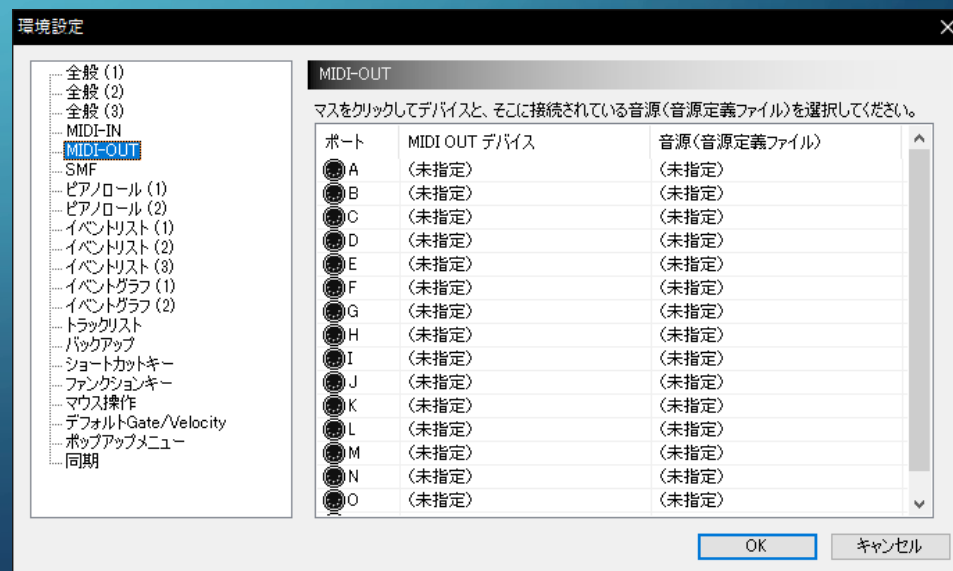 環境設定
全般 (1)
全般 (2)
全般 (3)
MIDI-IN
MIDI-OUT
SMF
ピアノロール (1)
ピアノロール (2)
イベントリスト (1)
イベントリスト (2)
イベントリスト (3)
イベントグラフ (1)
イベントグラフ (2)
トラックリスト
バックアップ
ショートカットキー
ファンクションキー
マウス操作
デフォルトGate/Velocity
ポップアップメニュー
同期
MIDI-OUT
マスをクリックしてデバイスと、そこに接続されている音源(音源定義ファイル)を選択してください。
ポート MIDI OUT デバイス 音源(音源定義ファイル)
A (未指定) (未指定)
B (未指定) (未指定)
C (未指定) (未指定)
D (未指定) (未指定)
E (未指定) (未指定)
F (未指定) (未指定)
G (未指定) (未指定)
H (未指定) (未指定)
I (未指定) (未指定)
J (未指定) (未指定)
K (未指定) (未指定)
L (未指定) (未指定)
M (未指定) (未指定)
N (未指定) (未指定)
O (未指定) (未指定)
OK キャンセル